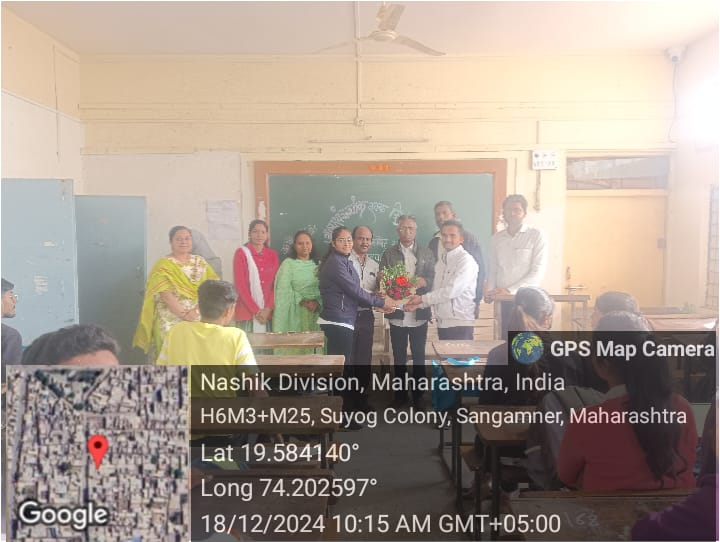 GPS Map Camera
Nashik Division, Maharashtra, India
H6M3+M25, Suyog Colony, Sangamner, Maharashtra
Lat 19.584140°
Long 74.202597°
18/12/2024 10:15 AM GMT+05:00
Google